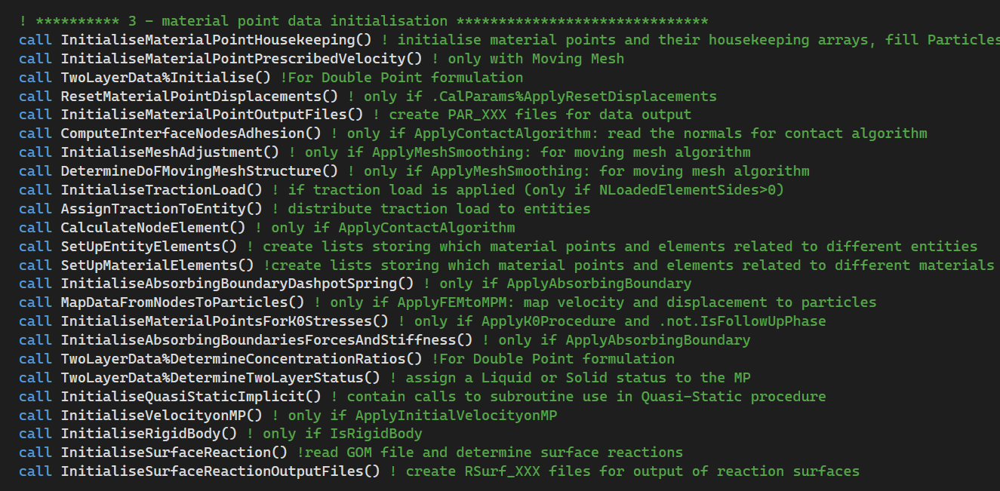 ! ********** 3 - material point data initialisation ******************************
call InitialiseMaterialPointHousekeeping() ! initialise material points and their housekeeping arrays, fill Particles
call InitialiseMaterialPointPrescribedVelocity() ! only with Moving Mesh
call TwoLayerData%Initialise() !For Double Point formulation
call ResetMaterialPointDisplacements() ! only if .CalParams%ApplyResetDisplacements
call InitialiseMaterialPointOutputFiles() ! create PAR_XXX files for data output
call ComputeInterfaceNodesAdhesion() ! only if ApplyContactAlgorithm: read the normals for contact algorithm
call InitialiseMeshAdjustment() ! only if ApplyMeshSmoothing: for moving mesh algorithm
call DetermineDoFMovingMeshStructure() ! only if ApplyMeshSmoothing: for moving mesh algorithm
call InitialiseTractionLoad() ! if traction load is applied (only if NLoadedElementSides>0)
call AssignTractionToEntity() ! distribute traction load to entities
call CalculateNodeElement() ! only if ApplyContactAlgorithm
call SetUpEntityElements() ! create lists storing which material points and elements related to different entities
call SetUpMaterialElements() !create lists storing which material points and elements related to different materials
call InitialiseAbsorbingBoundaryDashpotSpring() ! only if ApplyAbsorbingBoundary
call MapDataFromNodesToParticles() ! only if ApplyFEMtoMPM: map velocity and displacement to particles
call InitialiseMaterialPointsForK0Stresses() ! only if ApplyK0Procedure and .not.IsFollowUpPhase
call InitialiseAbsorbingBoundariesForcesAndStiffness() ! only if ApplyAbsorbingBoundary
call TwoLayerData%DetermineConcentrationRatios() !For Double Point formulation
call TwoLayerData%DetermineTwoLayerStatus() ! assign a Liquid or Solid status to the MP
call InitialiseQuasiStaticImplicit() ! contain calls to subroutine use in Quasi-Static procedure
call InitialiseVelocityonMP() ! only if ApplyInitialVelocityonMP
call InitialiseRigidBody() ! only if IsRigidBody
call InitialiseSurfaceReaction() !read GOM file and determine surface reactions
call InitialiseSurfaceReactionOutputFiles() ! create RSurf_XXX files for output of reaction surfaces